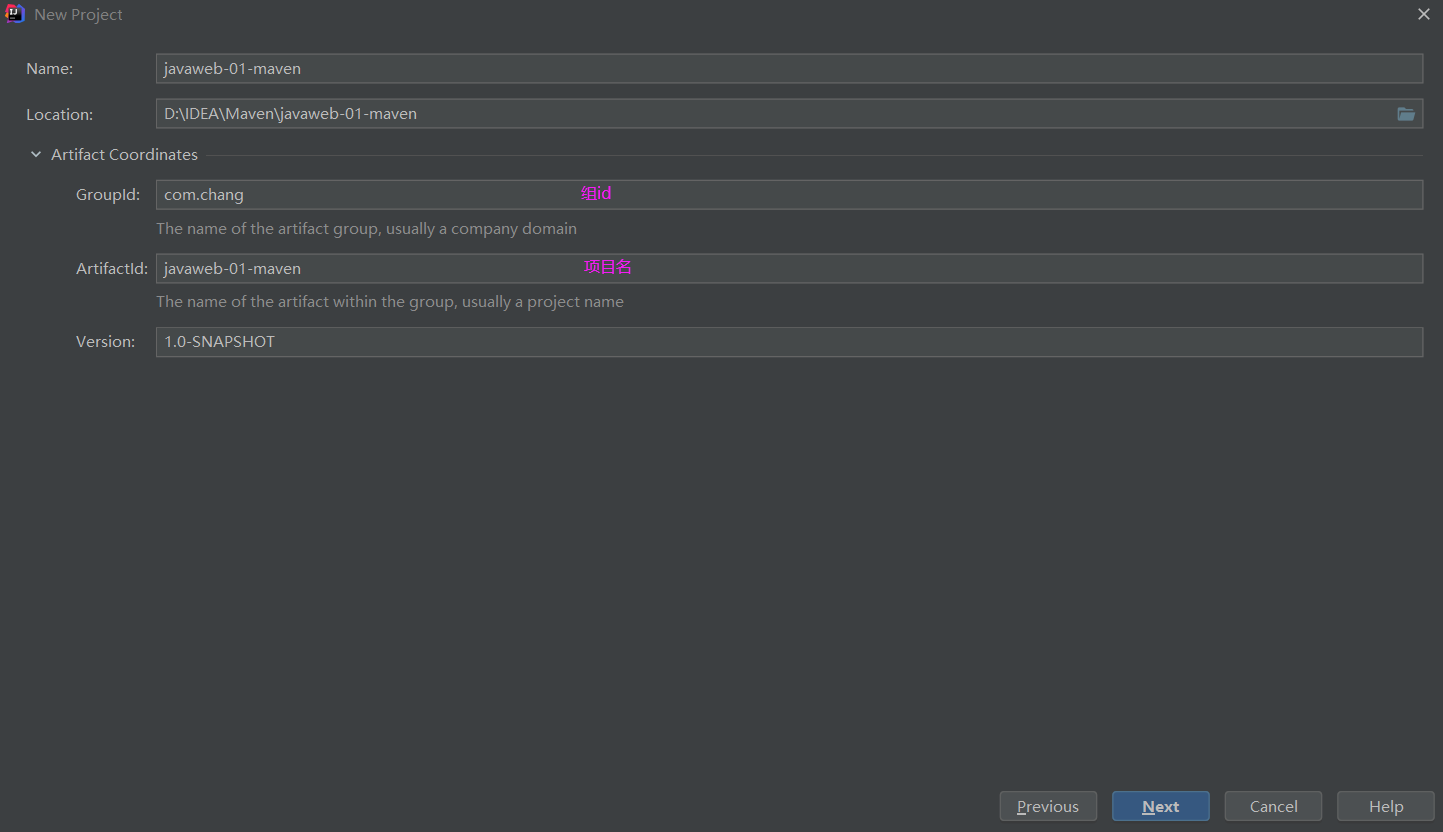 New Project
Name: javaweb-01-maven
Location: D:\IDEA\Maven\javaweb-01-maven
Artifact Coordinates
GroupId: com.chang 组id
The name of the artifact group, usually a company domain
ArtifactId: javaweb-01-maven 项目名
The name of the artifact within the group, usually a project name
Version: 1.0-SNAPSHOT
Previous Next Cancel Help